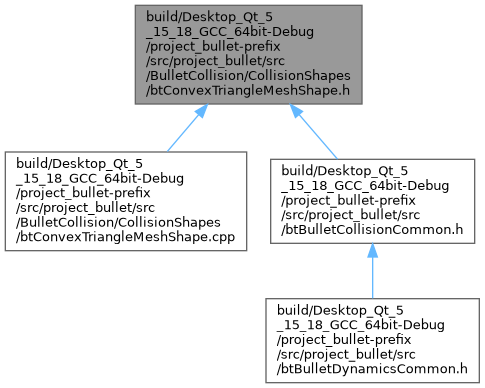 build/Desktop_Qt_5
_15_18_GCC_64bit-Debug
/project_bullet-prefix
/src/project_bullet/src
/BulletCollision/CollisionShapes
/btConvexTriangleMeshShape.h
build/Desktop_Qt_5
_15_18_GCC_64bit-Debug
/project_bullet-prefix
/src/project_bullet/src
/BulletCollision/CollisionShapes
/btConvexTriangleMeshShape.cpp
build/Desktop_Qt_5
_15_18_GCC_64bit-Debug
/project_bullet-prefix
/src/project_bullet/src
/btBulletCollisionCommon.h
build/Desktop_Qt_5
_15_18_GCC_64bit-Debug
/project_bullet-prefix
/src/project_bullet/src
/btBulletDynamicsCommon.h